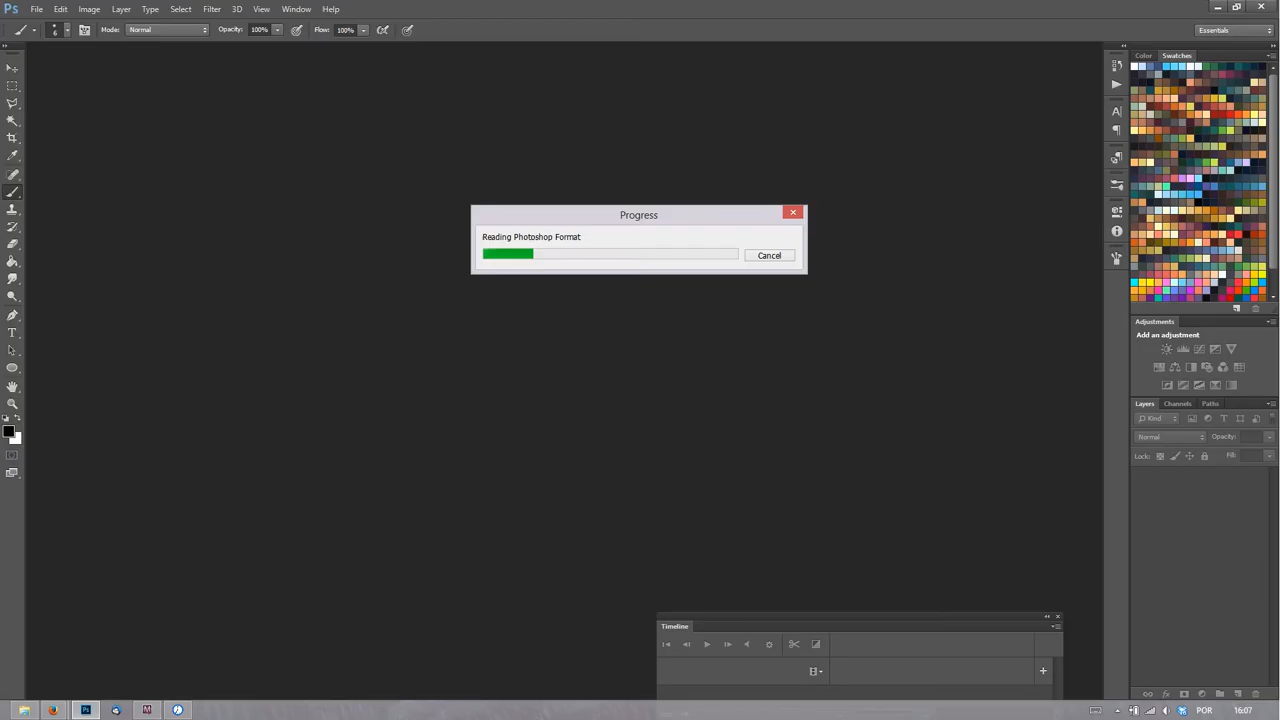 Ps File Edit Image Layer Type Select Filter 3D View Window Help
6 Mode: Normal Opacity: 100% Flow: 100% Essentials
Color Swatches
Progress
Reading Photoshop Format
Cancel
Adjustments
Add an adjustment
Layers Channels Paths
Kind
Normal Opacity:
Lock: Fill:
Timeline
Ps POR 16:07